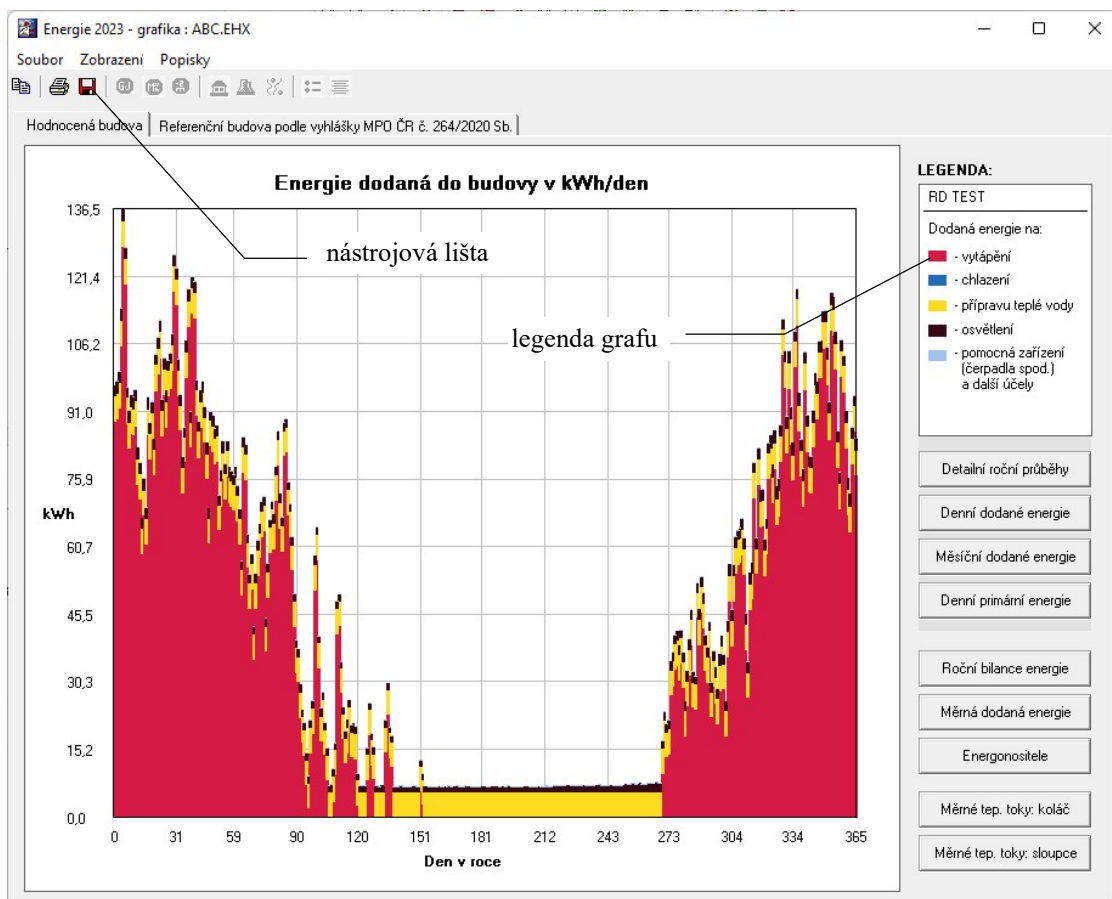 Energie 2023 - grafika : ABC.EHX
Soubor Zobrazení Popisky
Hodnocená budova
Referenční budova podle vyhlášky MPO ČR č. 264/2020 Sb.
Energie dodaná do budovy v kWh/den
136,5
121,4
106,2
91,0
75,9
kWh
60,7
45,5
30,3
15,2
0,0
0 31 59 90 120 151 181 212 243 273 304 334 365
Den v roce
nástrojová lišta
legenda grafu
LEGENDA:
RD TEST
Dodaná energie na:
- vytápění
- chlazení
- přípravu teplé vody
- osvětlení
- pomocná zařízení
(čerpadla spod.)
a další účely
Detailní roční průběhy
Denní dodané energie
Měsíční dodané energie
Denní primární energie
Roční bilance energie
Měrná dodaná energie
Energonositele
Měrné tep. toky: koláč
Měrné tep. toky: sloupce